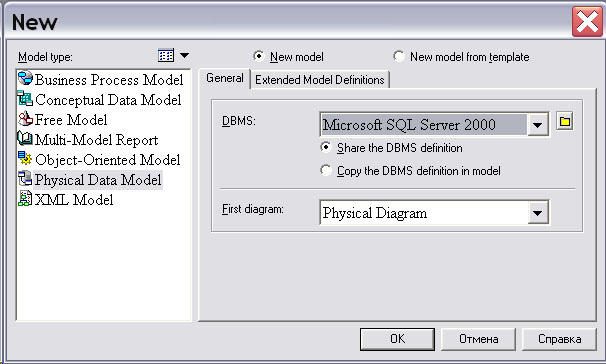 New
Model type:
New model
New model from template
Business Process Model
Conceptual Data Model
Free Model
Multi-Model Report
Object-Oriented Model
Physical Data Model
XML Model
General
Extended Model Definitions
DBMS:
Microsoft SQL Server 2000
Share the DBMS definition
Copy the DBMS definition in model
First diagram:
Physical Diagram
OK
Отмена
Справка